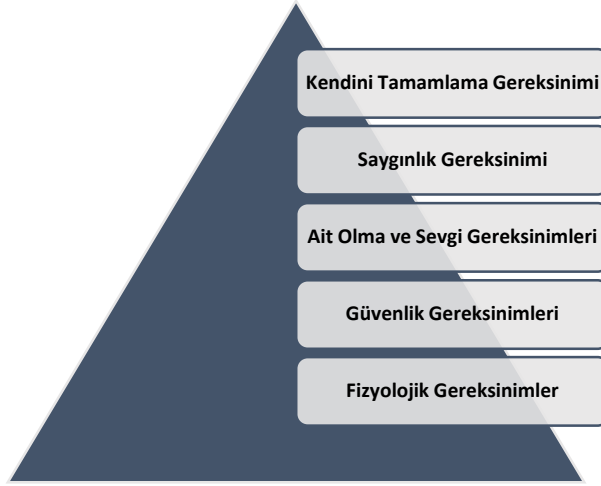 Kendini Tamamlama Gereksinimi
Saygınlık Gereksinimi
Ait Olma ve Sevgi Gereksinimleri
Güvenlik Gereksinimleri
Fizyolojik Gereksinimler